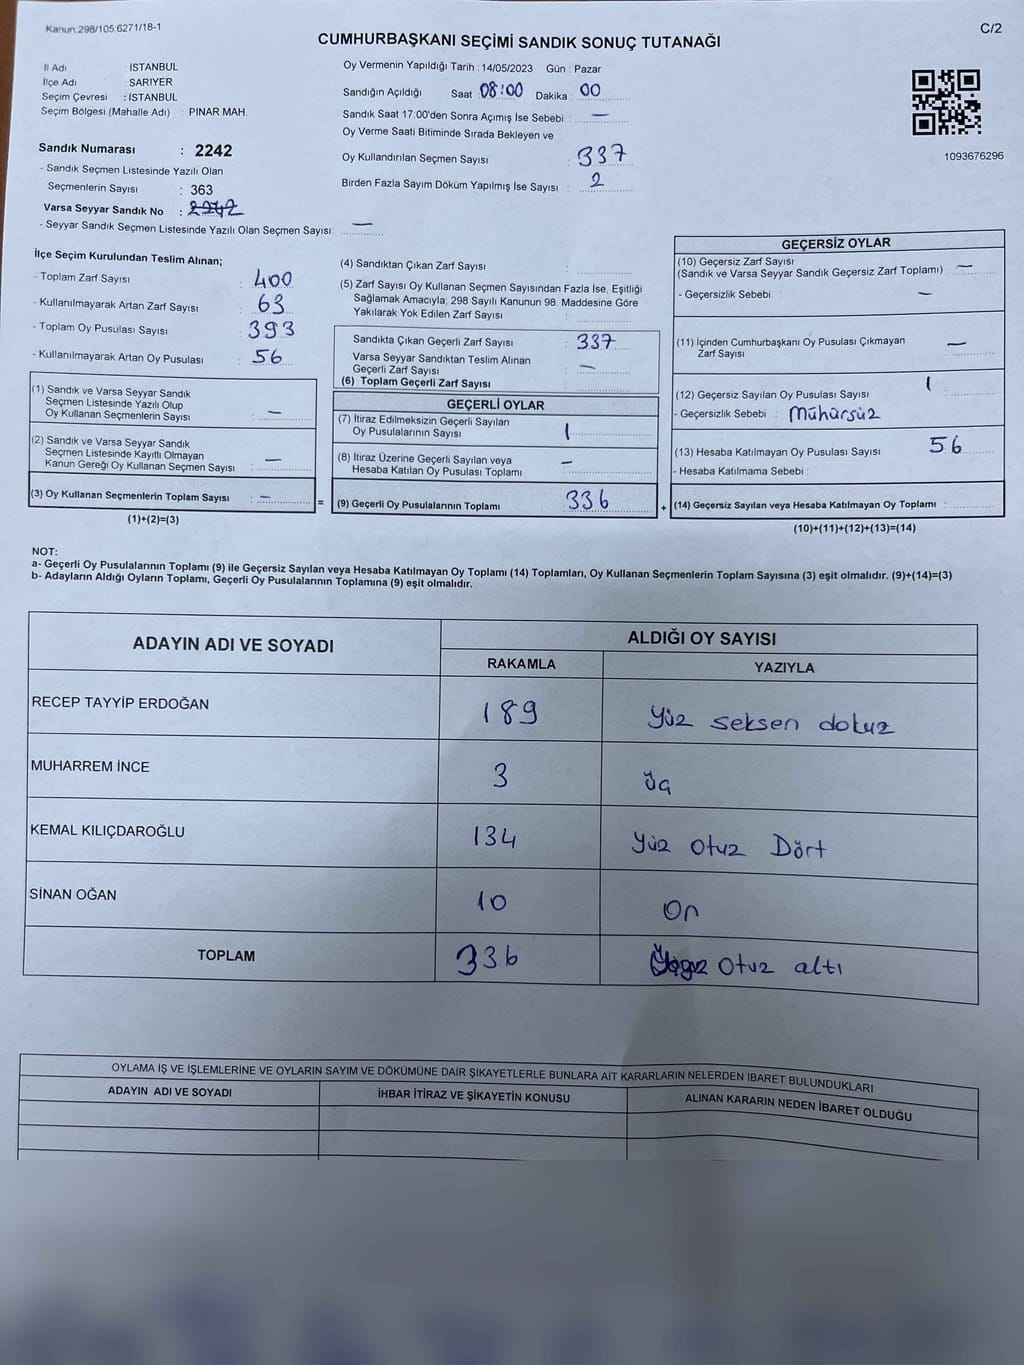 Kanun.298/105,6271/18-1
C/2
CUMHURBAŞKANI SEÇİMİ SANDIK SONUÇ TUTANAĞI
İl Adı İSTANBUL
İlçe Adı SARIYER
Seçim Çevresi : İSTANBUL
Seçim Bölgesi (Mahalle Adı) PINAR MAH.
Sandık Numarası : 2242
- Sandık Seçmen Listesinde Yazılı Olan
Seçmenlerin Sayısı : 363
Varsa Seyyar Sandık No : 2242
- Seyyar Sandık Seçmen Listesinde Yazılı Olan Seçmen Sayısı: —
Oy Vermenin Yapıldığı Tarih : 14/05/2023 Gün : Pazar
Sandığın Açıldığı Saat 08:00 Dakika : 00
Sandık Saat 17:00'den Sonra Açımış İse Sebebi : —
Oy Verme Saati Bitiminde Sırada Bekleyen ve
Oy Kullandırılan Seçmen Sayısı : 337
Birden Fazla Sayım Döküm Yapılmış İse Sayısı : 2
1093676296
İlçe Seçim Kurulundan Teslim Alınan;
- Toplam Zarf Sayısı : 400
- Kullanılmayarak Artan Zarf Sayısı : 63
- Toplam Oy Pusulası Sayısı : 393
- Kullanılmayarak Artan Oy Pusulası : 56
(1) Sandık ve Varsa Seyyar Sandık
Seçmen Listesinde Yazılı Olup
Oy Kullanan Seçmenlerin Sayısı : —
(2) Sandık ve Varsa Seyyar Sandık
Seçmen Listesinde Kayıtlı Olmayan
Kanun Gereği Oy Kullanan Seçmen Sayısı : —
(3) Oy Kullanan Seçmenlerin Toplam Sayısı : —
(1)+(2)=(3)
=
(4) Sandıktan Çıkan Zarf Sayısı :
(5) Zarf Sayısı Oy Kullanan Seçmen Sayısından Fazla İse, Eşitliği
Sağlamak Amacıyla; 298 Sayılı Kanunun 98. Maddesine Göre
Yakılarak Yok Edilen Zarf Sayısı :
Sandıkta Çıkan Geçerli Zarf Sayısı : 337
Varsa Seyyar Sandıktan Teslim Alınan
Geçerli Zarf Sayısı : —
(6) Toplam Geçerli Zarf Sayısı
GEÇERLİ OYLAR
(7) İtiraz Edilmeksizin Geçerli Sayılan
Oy Pusulalarının Sayısı : 1
(8) İtiraz Üzerine Geçerli Sayılan veya
Hesaba Katılan Oy Pusulası Toplamı : —
(9) Geçerli Oy Pusulalarının Toplamı : 336
+
GEÇERSİZ OYLAR
(10) Geçersiz Zarf Sayısı
(Sandık ve Varsa Seyyar Sandık Geçersiz Zarf Toplamı) : —
- Geçersizlik Sebebi : —
(11) İçinden Cumhurbaşkanı Oy Pusulası Çıkmayan
Zarf Sayısı : —
(12) Geçersiz Sayılan Oy Pusulası Sayısı : 1
- Geçersizlik Sebebi : Mühürsüz
(13) Hesaba Katılmayan Oy Pusulası Sayısı : 56
- Hesaba Katılmama Sebebi :
(14) Geçersiz Sayılan veya Hesaba Katılmayan Oy Toplamı :
(10)+(11)+(12)+(13)=(14)
NOT:
a- Geçerli Oy Pusulalarının Toplamı (9) ile Geçersiz Sayılan veya Hesaba Katılmayan Oy Toplamı (14) Toplamları, Oy Kullanan Seçmenlerin Toplam Sayısına (3) eşit olmalıdır. (9)+(14)=(3)
b- Adayların Aldığı Oyların Toplamı, Geçerli Oy Pusulalarının Toplamına (9) eşit olmalıdır.
ADAYIN ADI VE SOYADI
ALDIĞI OY SAYISI
RAKAMLA YAZIYLA
RECEP TAYYİP ERDOĞAN 189 Yüz seksen dokuz
MUHARREM İNCE 3 üç
KEMAL KILIÇDAROĞLU 134 Yüz Otuz Dört
SİNAN OĞAN 10 On
TOPLAM 336 Otuz altı
OYLAMA İŞ VE İŞLEMLERİNE VE OYLARIN SAYIM VE DÖKÜMÜNE DAİR ŞİKAYETLERLE BUNLARA AİT KARARLARIN NELERDEN İBARET BULUNDUKLARI
ADAYIN ADI VE SOYADI
İHBAR İTİRAZ VE ŞİKAYETİN KONUSU
ALINAN KARARIN NEDEN İBARET OLDUĞU